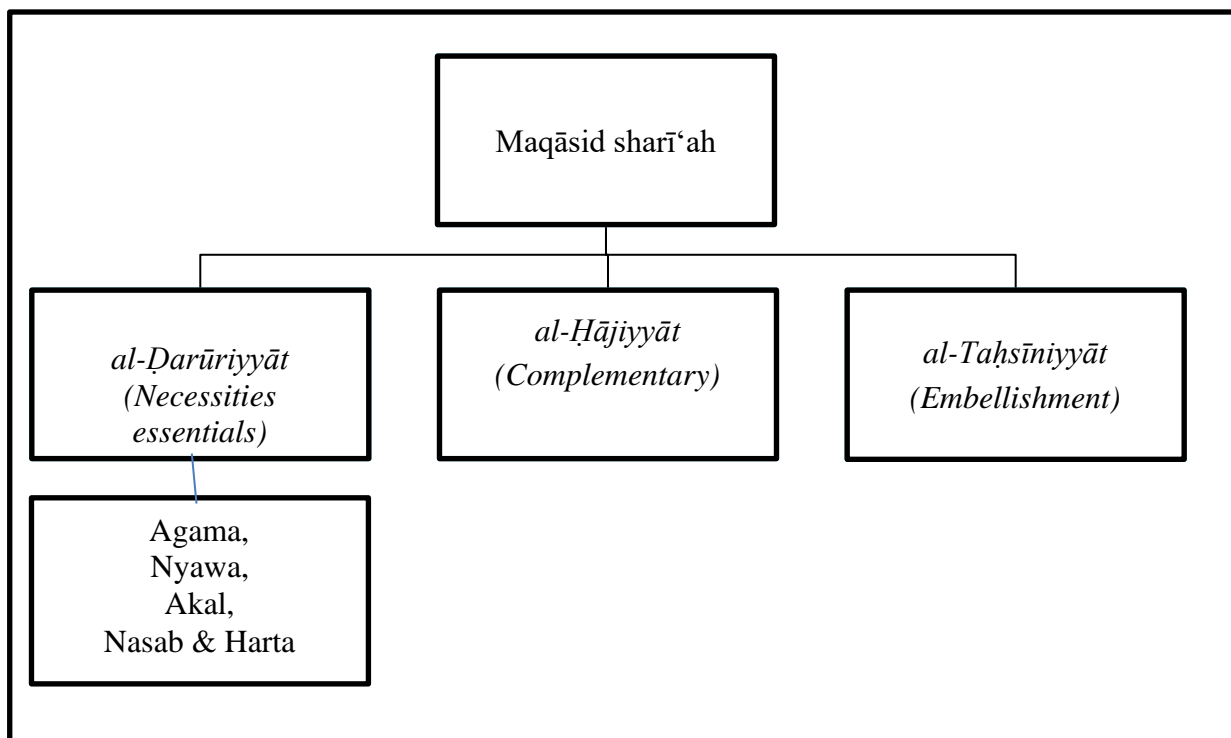 Maqāsid sharī‘ah
al-Ḍarūriyyāt
(Necessities
essentials)
al-Ḥājiyyāt
(Complementary)
al-Taḥsīniyyāt
(Embellishment)
Agama,
Nyawa,
Akal,
Nasab & Harta